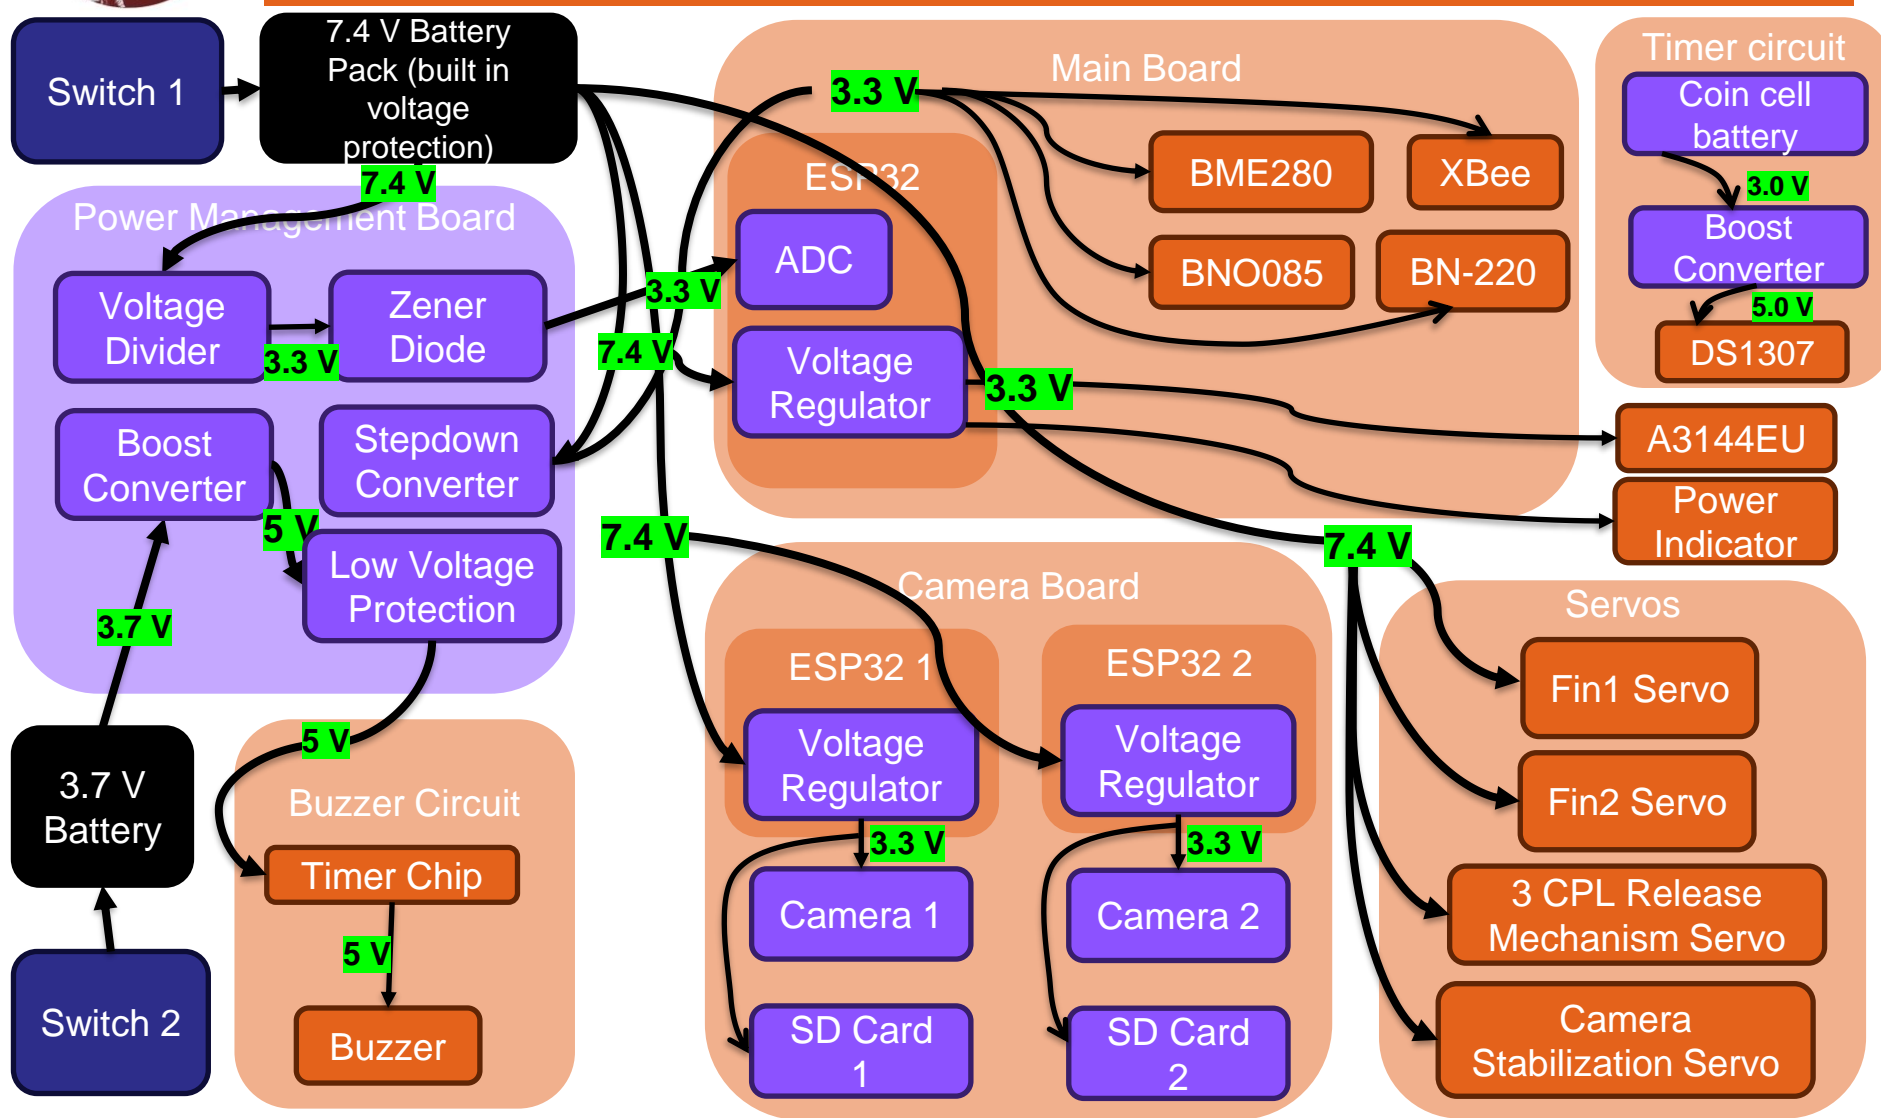 Switch 1
7.4 V Battery
Pack (built in
voltage
protection)
7.4 V
Power Management Board
Voltage
Divider
3.3 V
Zener
Diode
Boost
Converter
5 V
Stepdown
Converter
Low Voltage
Protection
3.7 V
3.7 V
Battery
Switch 2
5 V
Buzzer Circuit
Timer Chip
5 V
Buzzer
Main Board
3.3 V
ESP32
ADC
3.3 V
7.4 V
Voltage
Regulator
3.3 V
BME280
XBee
BNO085
BN-220
Timer circuit
Coin cell
battery
3.0 V
Boost
Converter
5.0 V
DS1307
A3144EU
Power
Indicator
7.4 V
Camera Board
ESP32 1
Voltage
Regulator
3.3 V
Camera 1
SD Card
1
ESP32 2
Voltage
Regulator
3.3 V
Camera 2
SD Card
2
7.4 V
Servos
Fin1 Servo
Fin2 Servo
3 CPL Release
Mechanism Servo
Camera
Stabilization Servo